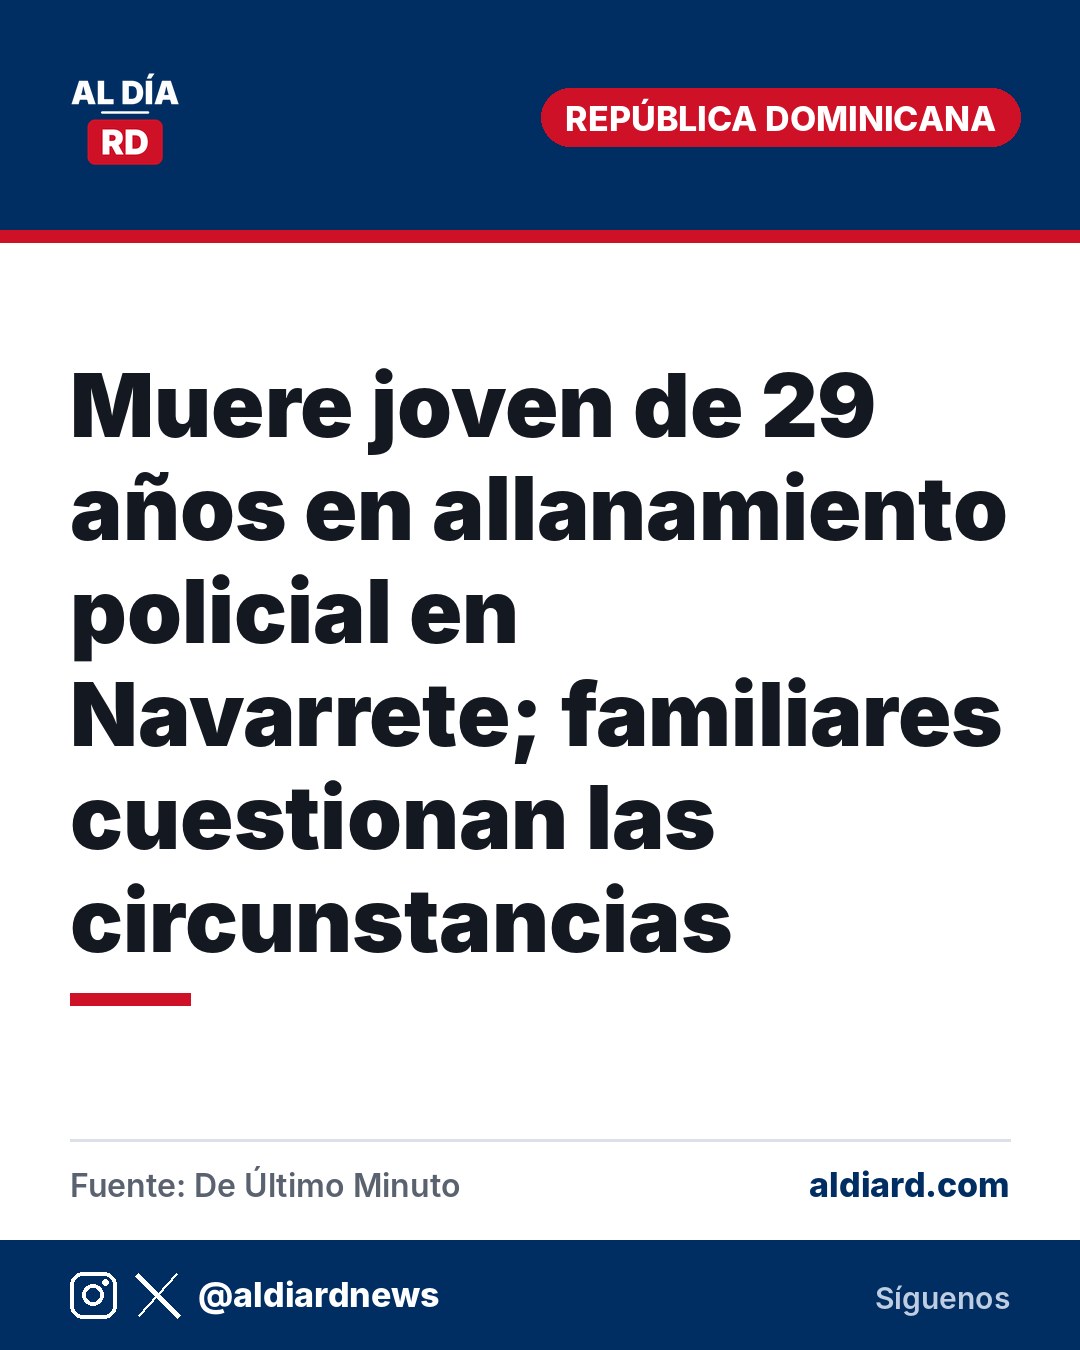 AL DÍA
RD
REPÚBLICA DOMINICANA
Muere joven de 29
años en allanamiento
policial en
Navarrete; familiares
cuestionan las
circunstancias
Fuente: De Último Minuto
aldiard.com
@aldiardnews
Síguenos